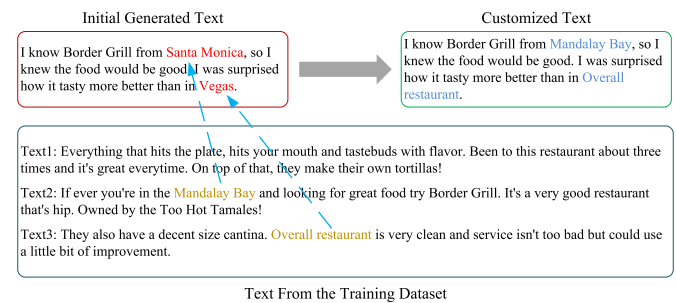 Initial Generated Text
I know Border Grill from Santa Monica, so I
knew the food would be good. I was surprised
how it tasty more better than in Vegas.
Customized Text
I know Border Grill from Mandalay Bay, so I
knew the food would be good. I was surprised
how it tasty more better than in Overall
restaurant.
Text1: Everything that hits the plate, hits your mouth and tastebuds with flavor. Been to this restaurant about three
times and it's great everytime. On top of that, they make their own tortillas!
Text2: If ever you're in the Mandalay Bay and looking for great food try Border Grill. It's a very good restaurant
that's hip. Owned by the Too Hot Tamales!
Text3: They also have a decent size cantina. Overall restaurant is very clean and service isn't too bad but could use
a little bit of improvement.
Text From the Training Dataset